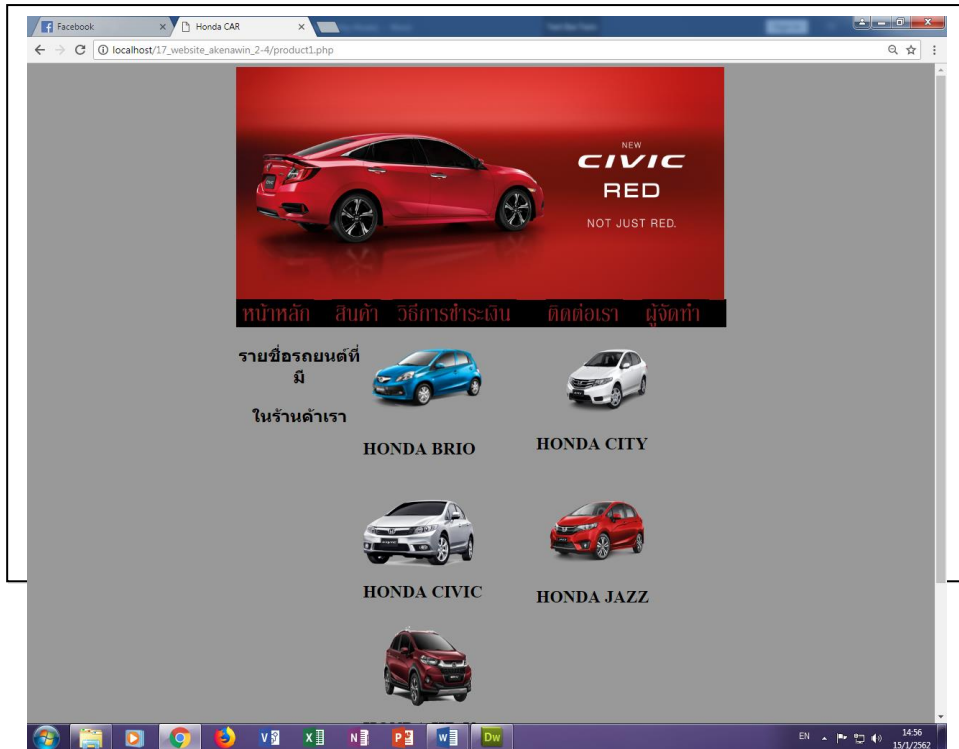 Facebook
Honda CAR
localhost/17_website_akenawin_2-4/product1.php
NEW
CIVIC
RED
NOT JUST RED.
หน้าหลัก สินค้า วิธีการชำระเงิน ติดต่อเรา ผู้จัดทำ
รายชื่อรถยนต์ที่
มี
ในร้านค้าเรา
HONDA BRIO
HONDA CITY
HONDA CIVIC
HONDA JAZZ
EN
14:56
15/1/2562